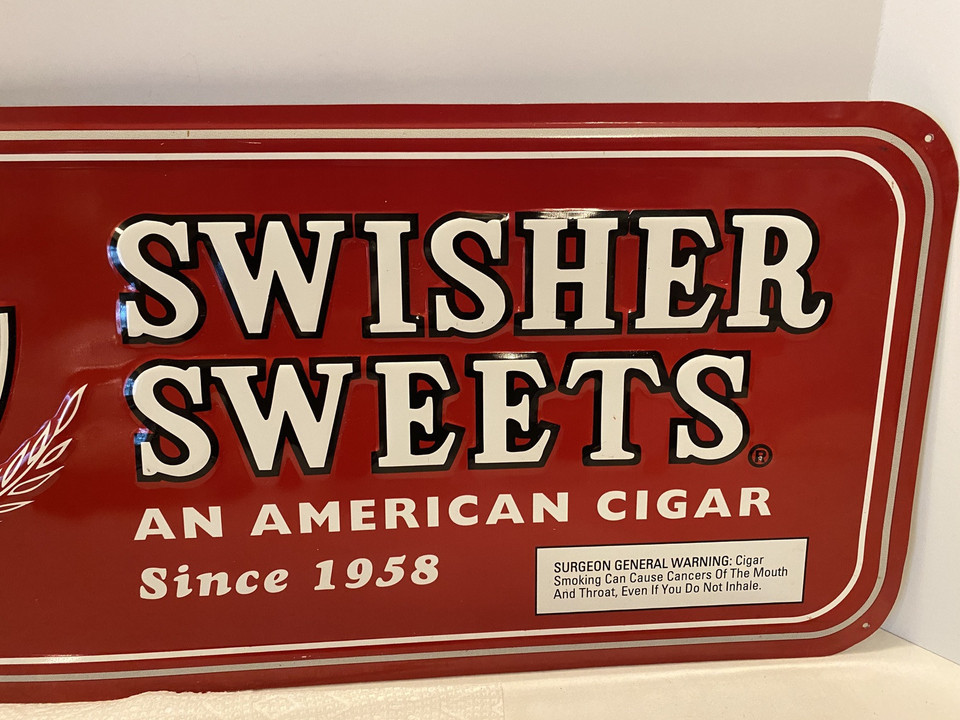 SWISHER
SWEETS®
AN AMERICAN CIGAR
Since 1958
SURGEON GENERAL WARNING: Cigar
Smoking Can Cause Cancers Of The Mouth
And Throat, Even If You Do Not Inhale.